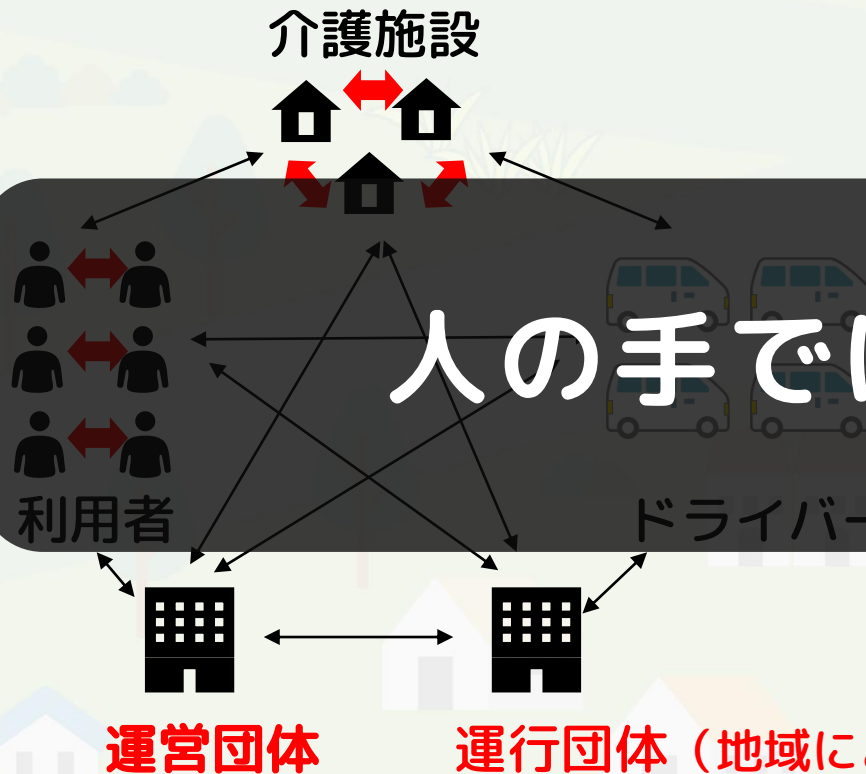 介護施設
人の手で
利用者
ドライバー
運営団体
運行団体（地域に